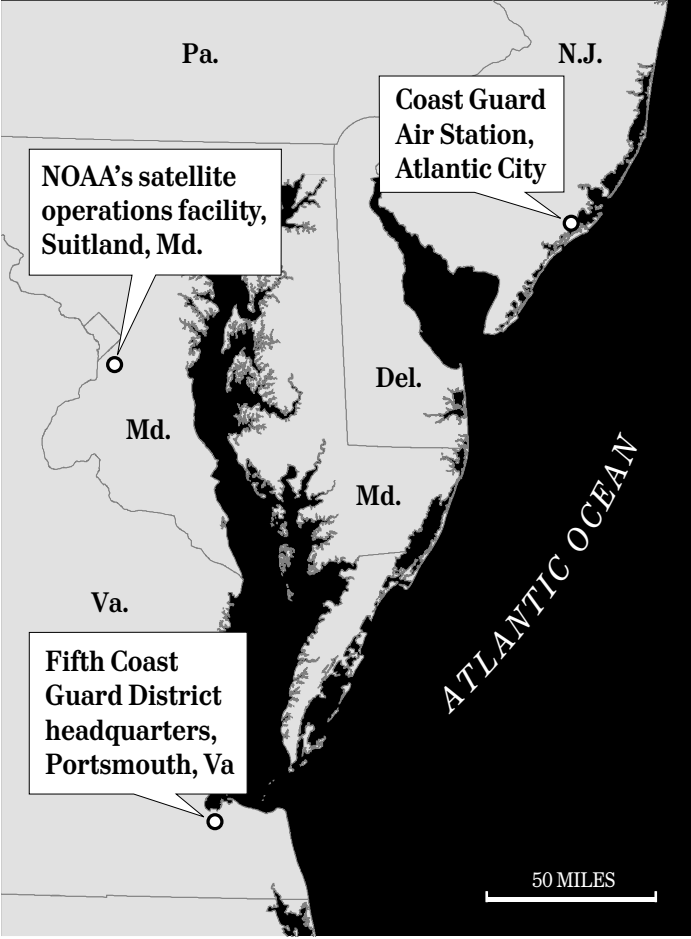 Pa.
N.J.
Coast Guard
Air Station,
Atlantic City
NOAA’s satellite
operations facility,
Suitland, Md.
Del.
Md.
Md.
ATLANTIC OCEAN
Va.
Fifth Coast
Guard District
headquarters,
Portsmouth, Va
50 MILES